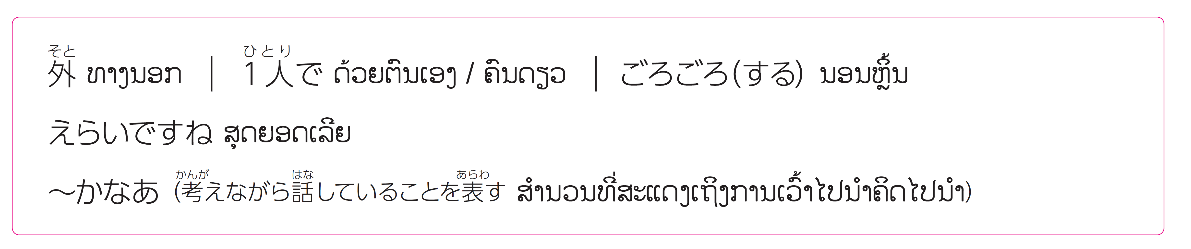 外 ທາງນອກ | 1人で ດ້ວຍຕົນເອງ / ຄົນດຽວ | ごろごろ(する) ນອນຫຼິ້ນ
えらいですね ສຸດຍອດເລີຍ
～かなあ (考えながら話していることを表す ສຳນວນທີ່ສະແດງເຖິງການເວົ້າໄປນຳຄິດໄປນຳ)